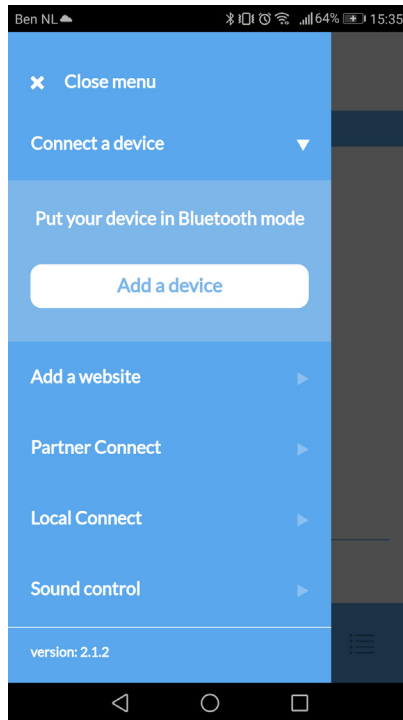 Ben NL 64% 15:35
Close menu
Connect a device
Put your device in Bluetooth mode
Add a device
Add a website
Partner Connect
Local Connect
Sound control
version: 2.1.2